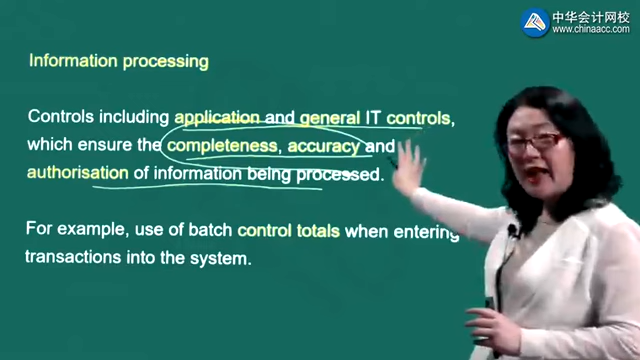 中华会计网校
www.chinaacc.com
Information processing
Controls including application and general IT controls,
which ensure the completeness, accuracy and
authorisation of information being processed.
For example, use of batch control totals when entering
transactions into the system.